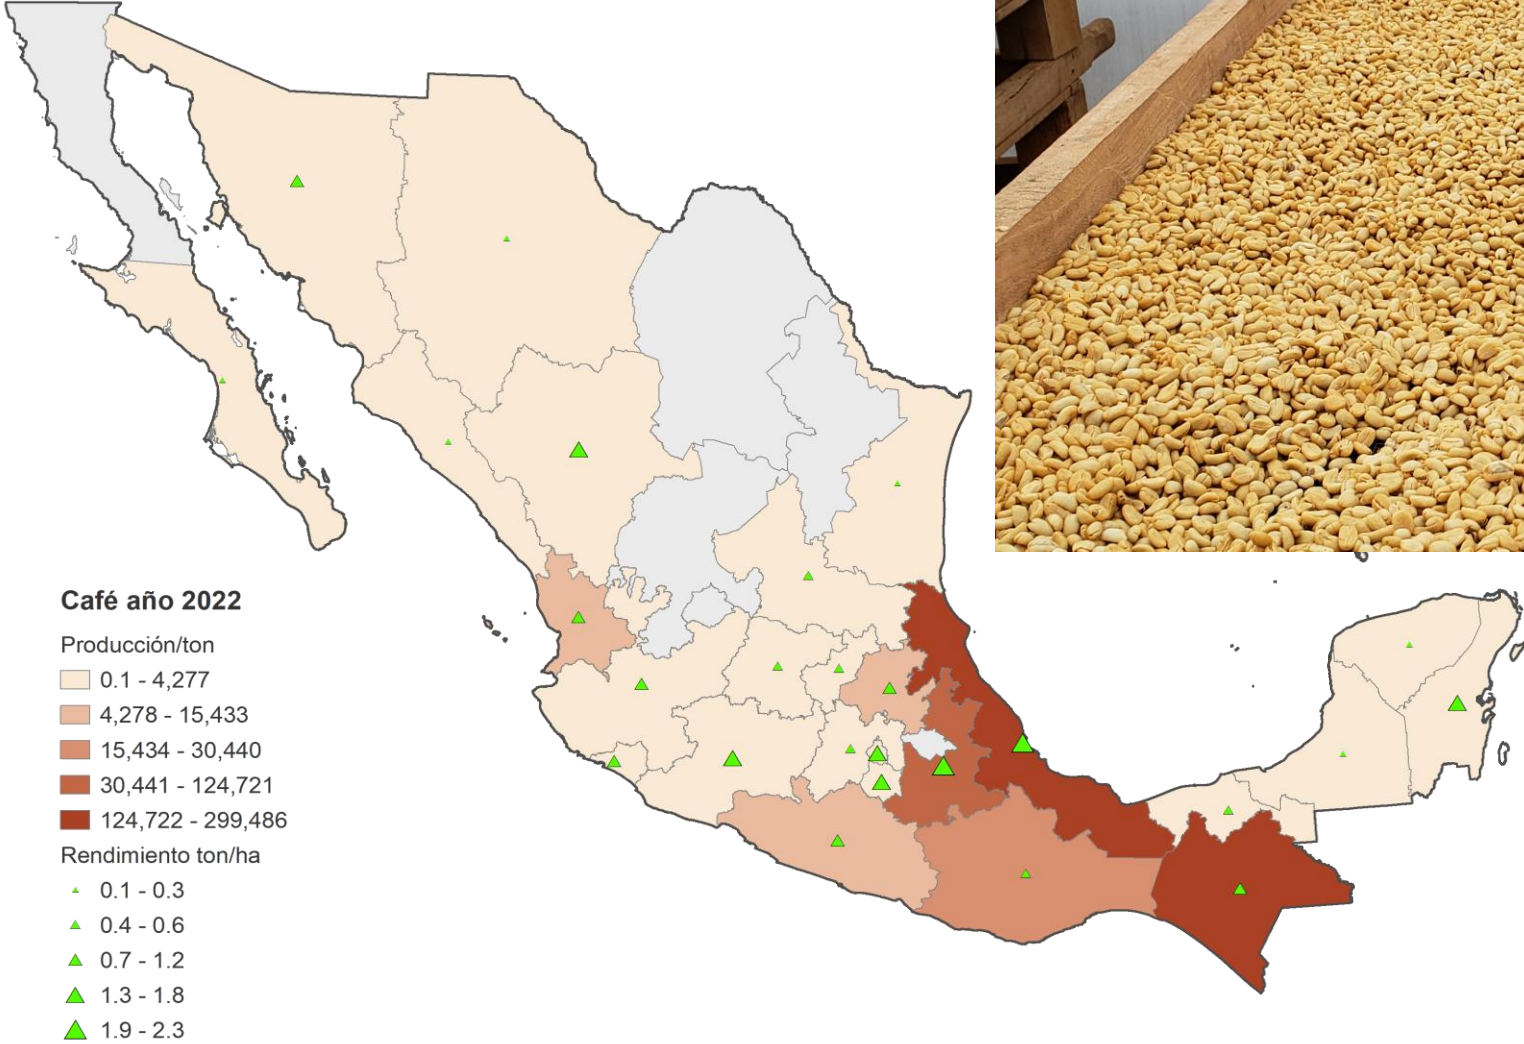 Café año 2022
Producción/ton
0.1 - 4,277
4,278 - 15,433
15,434 - 30,440
30,441 - 124,721
124,722 - 299,486
Rendimiento ton/ha
0.1 - 0.3
0.4 - 0.6
0.7 - 1.2
1.3 - 1.8
1.9 - 2.3